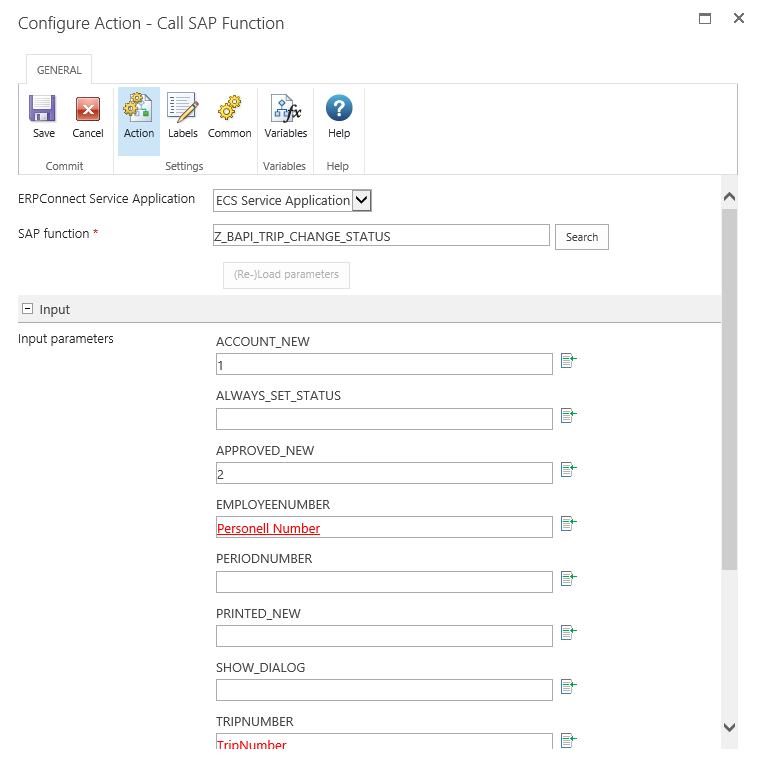 Configure Action - Call SAP Function
GENERAL
Save Cancel Action Labels Common Variables Help
Commit Settings Variables Help
ERPConnect Service Application ECS Service Application
SAP function * Z_BAPI_TRIP_CHANGE_STATUS Search
(Re-)Load parameters
Input
Input parameters ACCOUNT_NEW
1
ALWAYS_SET_STATUS
APPROVED_NEW
2
EMPLOYEENUMBER
Personell Number
PERIODNUMBER
PRINTED_NEW
SHOW_DIALOG
TRIPNUMBER
TripNumber